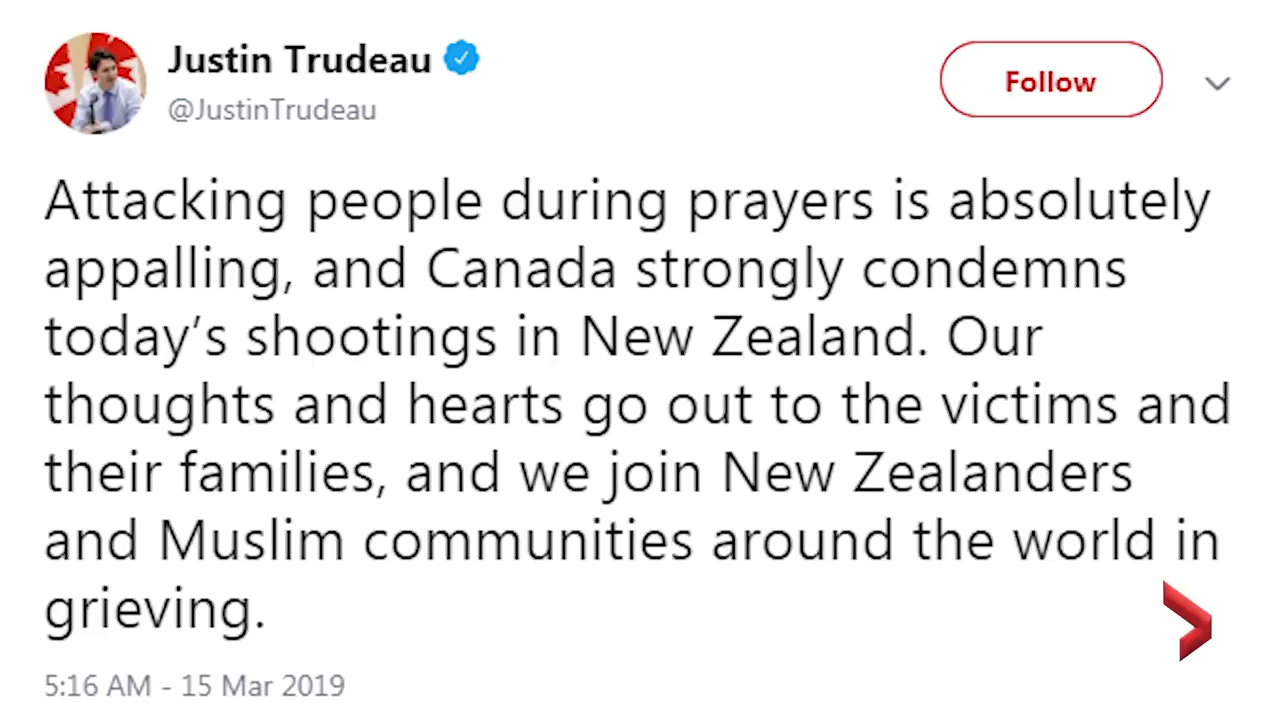 Justin Trudeau
@JustinTrudeau
Follow
Attacking people during prayers is absolutely
appalling, and Canada strongly condemns
today’s shootings in New Zealand. Our
thoughts and hearts go out to the victims and
their families, and we join New Zealanders
and Muslim communities around the world in
grieving.
5:16 AM - 15 Mar 2019